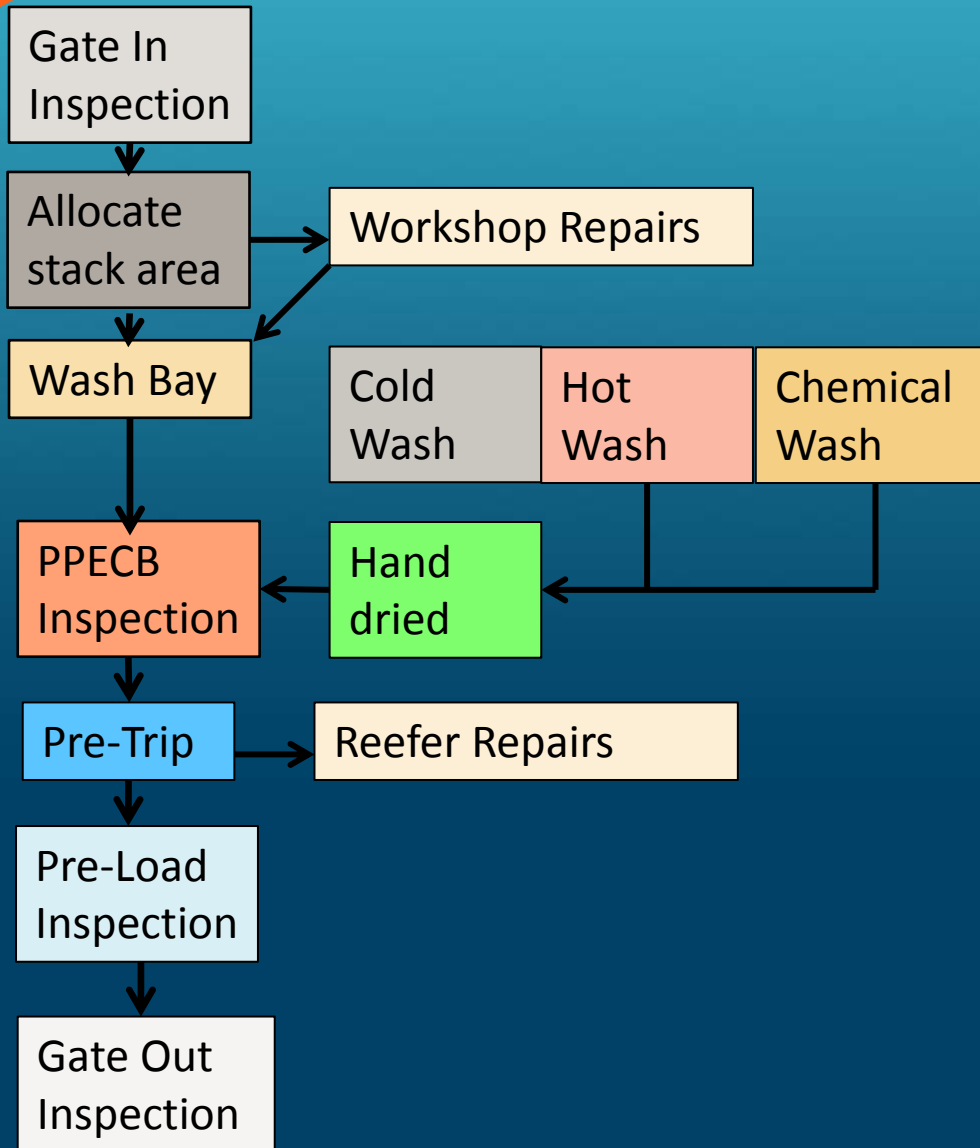 Gate In
Inspection
Allocate
stack area
Workshop Repairs
Wash Bay
Cold
Wash
Hot
Wash
Chemical
Wash
PPECB
Inspection
Hand
dried
Pre-Trip
Reefer Repairs
Pre-Load
Inspection
Gate Out
Inspection